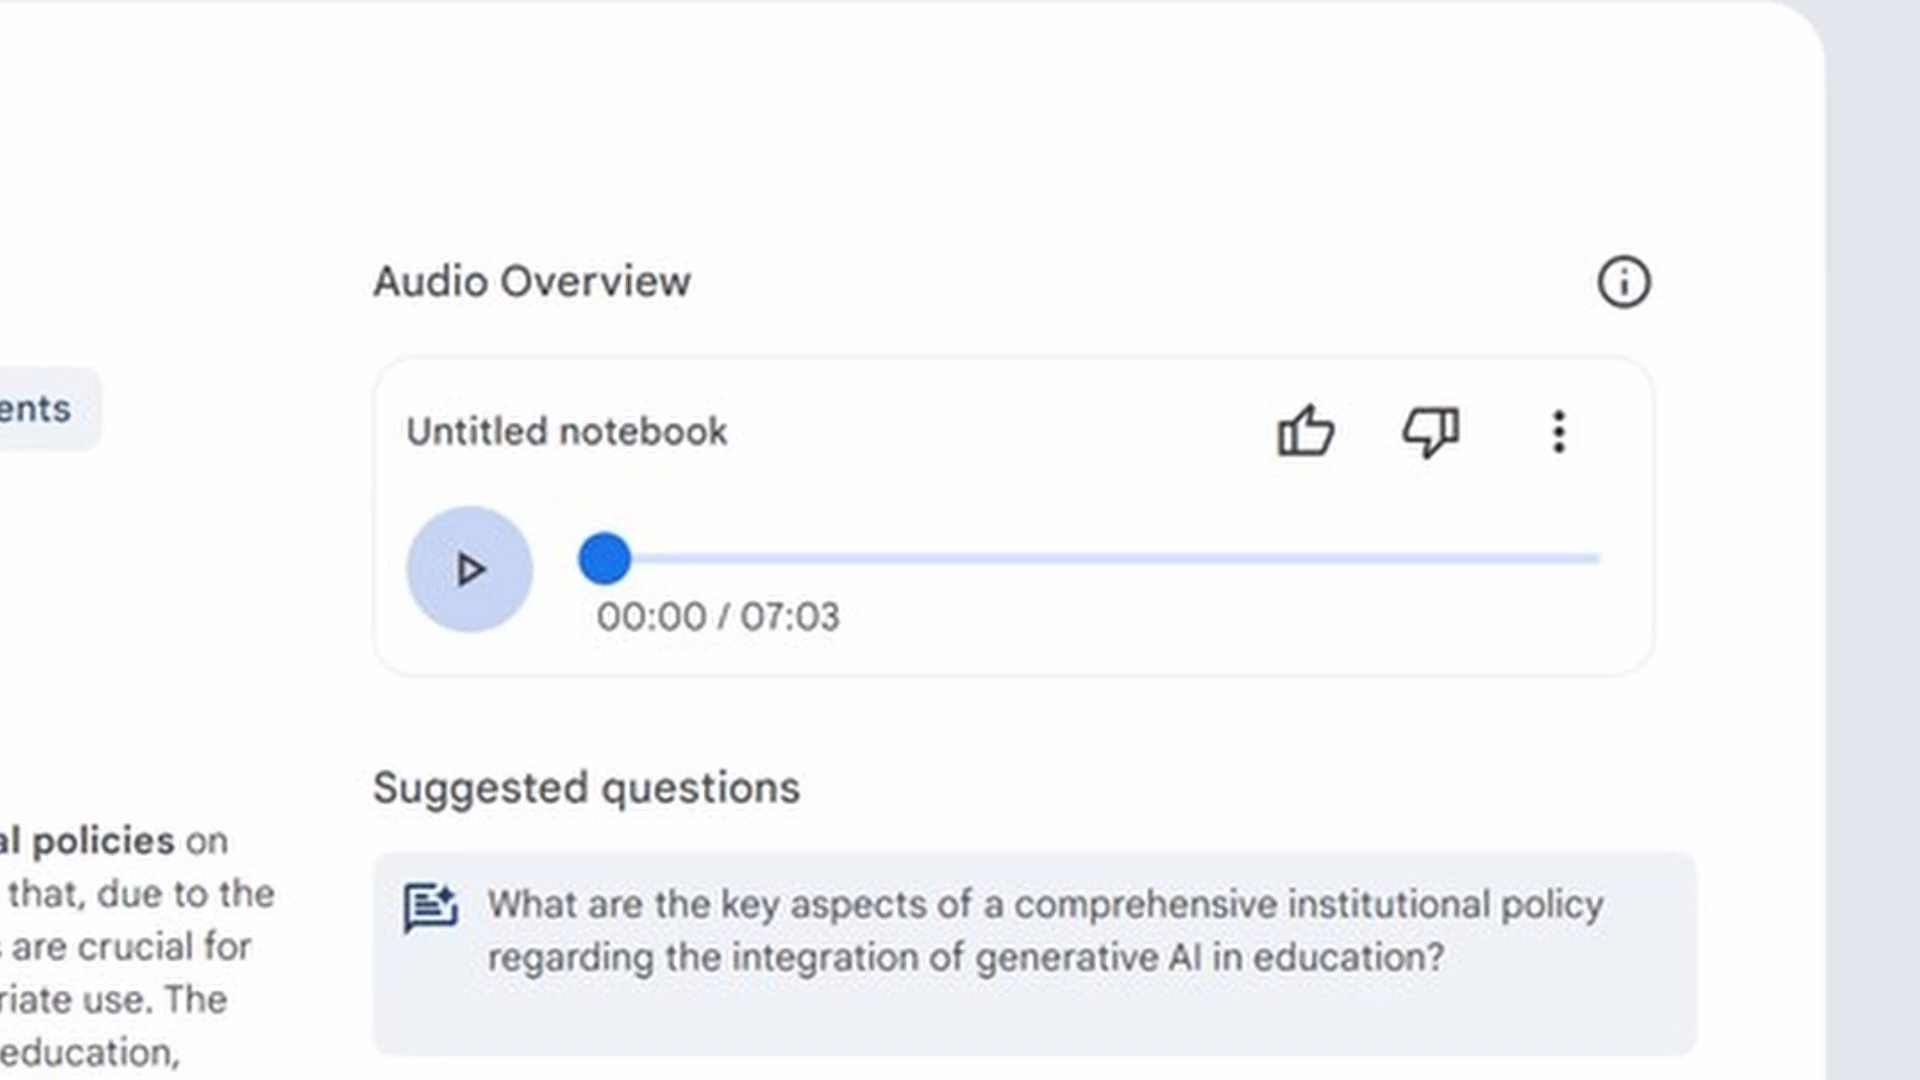 Audio Overview
ents
Untitled notebook
00:00 / 07:03
Suggested questions
What are the key aspects of a comprehensive institutional policy
regarding the integration of generative AI in education?
al policies on
that, due to the
s are crucial for
riate use. The
education,